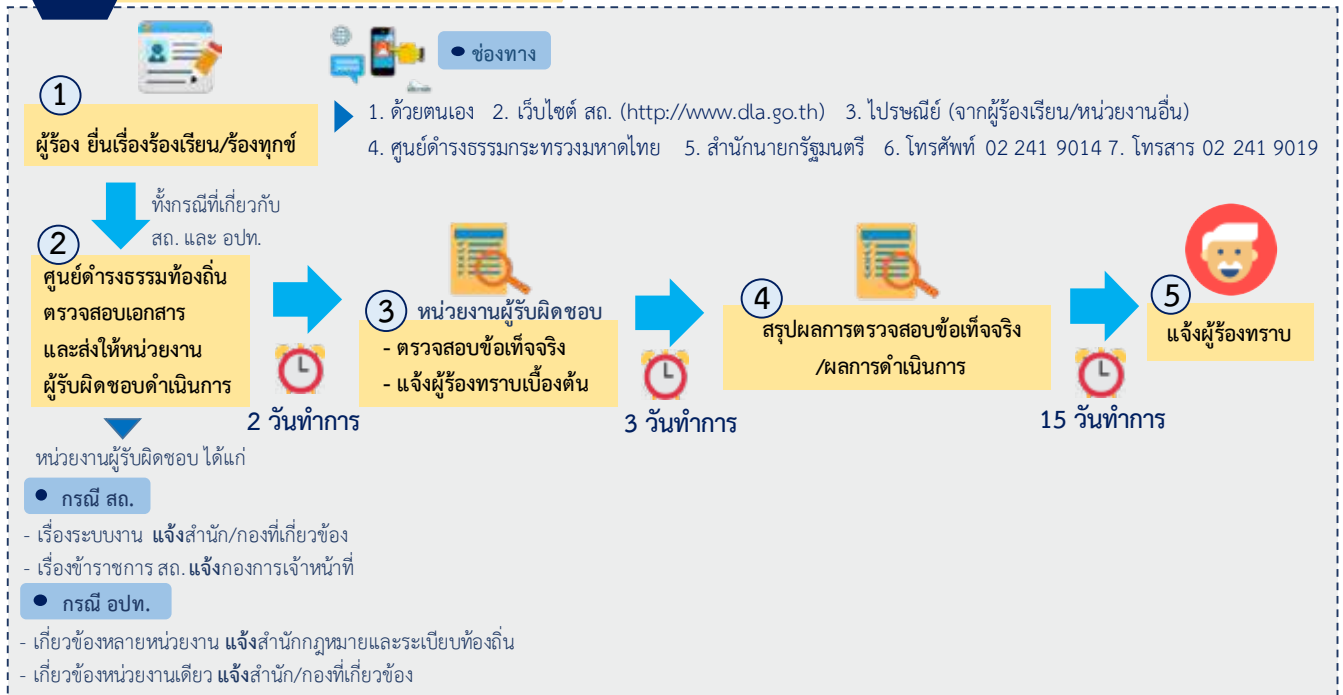 ● ช่องทาง
1
ผู้ร้อง ยื่นเรื่องร้องเรียน/ร้องทุกข์
1. ด้วยตนเอง 2. เว็บไซต์ สถ. (http://www.dla.go.th) 3. ไปรษณีย์ (จากผู้ร้องเรียน/หน่วยงานอื่น)
4. ศูนย์ดำรงธรรมกระทรวงมหาดไทย 5. สำนักนายกรัฐมนตรี 6. โทรศัพท์ 02 241 9014 7. โทรสาร 02 241 9019
ทั้งกรณีที่เกี่ยวกับ
สถ. และ อปท.
2
ศูนย์ดำรงธรรมท้องถิ่น
ตรวจสอบเอกสาร
และส่งให้หน่วยงาน
ผู้รับผิดชอบดำเนินการ
2 วันทำการ
3 หน่วยงานผู้รับผิดชอบ
- ตรวจสอบข้อเท็จจริง
- แจ้งผู้ร้องทราบเบื้องต้น
3 วันทำการ
4
สรุปผลการตรวจสอบข้อเท็จจริง
/ผลการดำเนินการ
15 วันทำการ
5
แจ้งผู้ร้องทราบ
หน่วยงานผู้รับผิดชอบ ได้แก่
● กรณี สถ.
- เรื่องระบบงาน แจ้งสำนัก/กองที่เกี่ยวข้อง
- เรื่องข้าราชการ สถ. แจ้งกองการเจ้าหน้าที่
● กรณี อปท.
- เกี่ยวข้องหลายหน่วยงาน แจ้งสำนักกฎหมายและระเบียบท้องถิ่น
- เกี่ยวข้องหน่วยงานเดียว แจ้งสำนัก/กองที่เกี่ยวข้อง